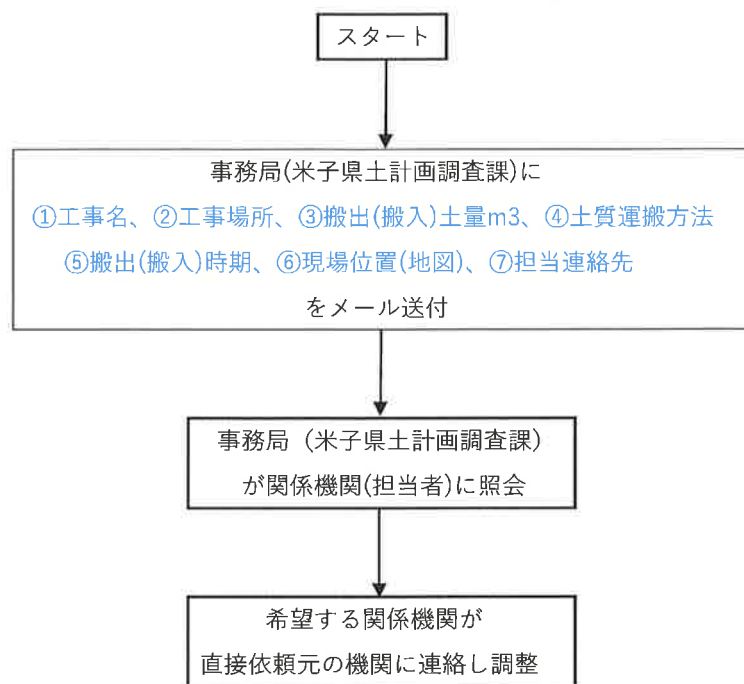 スタート
事務局(米子県土計画調査課)に
①工事名、②工事場所、③搬出(搬入)土量m3、④土質運搬方法
⑤搬出(搬入)時期、⑥現場位置(地図)、⑦担当連絡先
をメール送付
事務局（米子県土計画調査課)
が関係機関(担当者)に照会
希望する関係機関が
直接依頼元の機関に連絡し調整